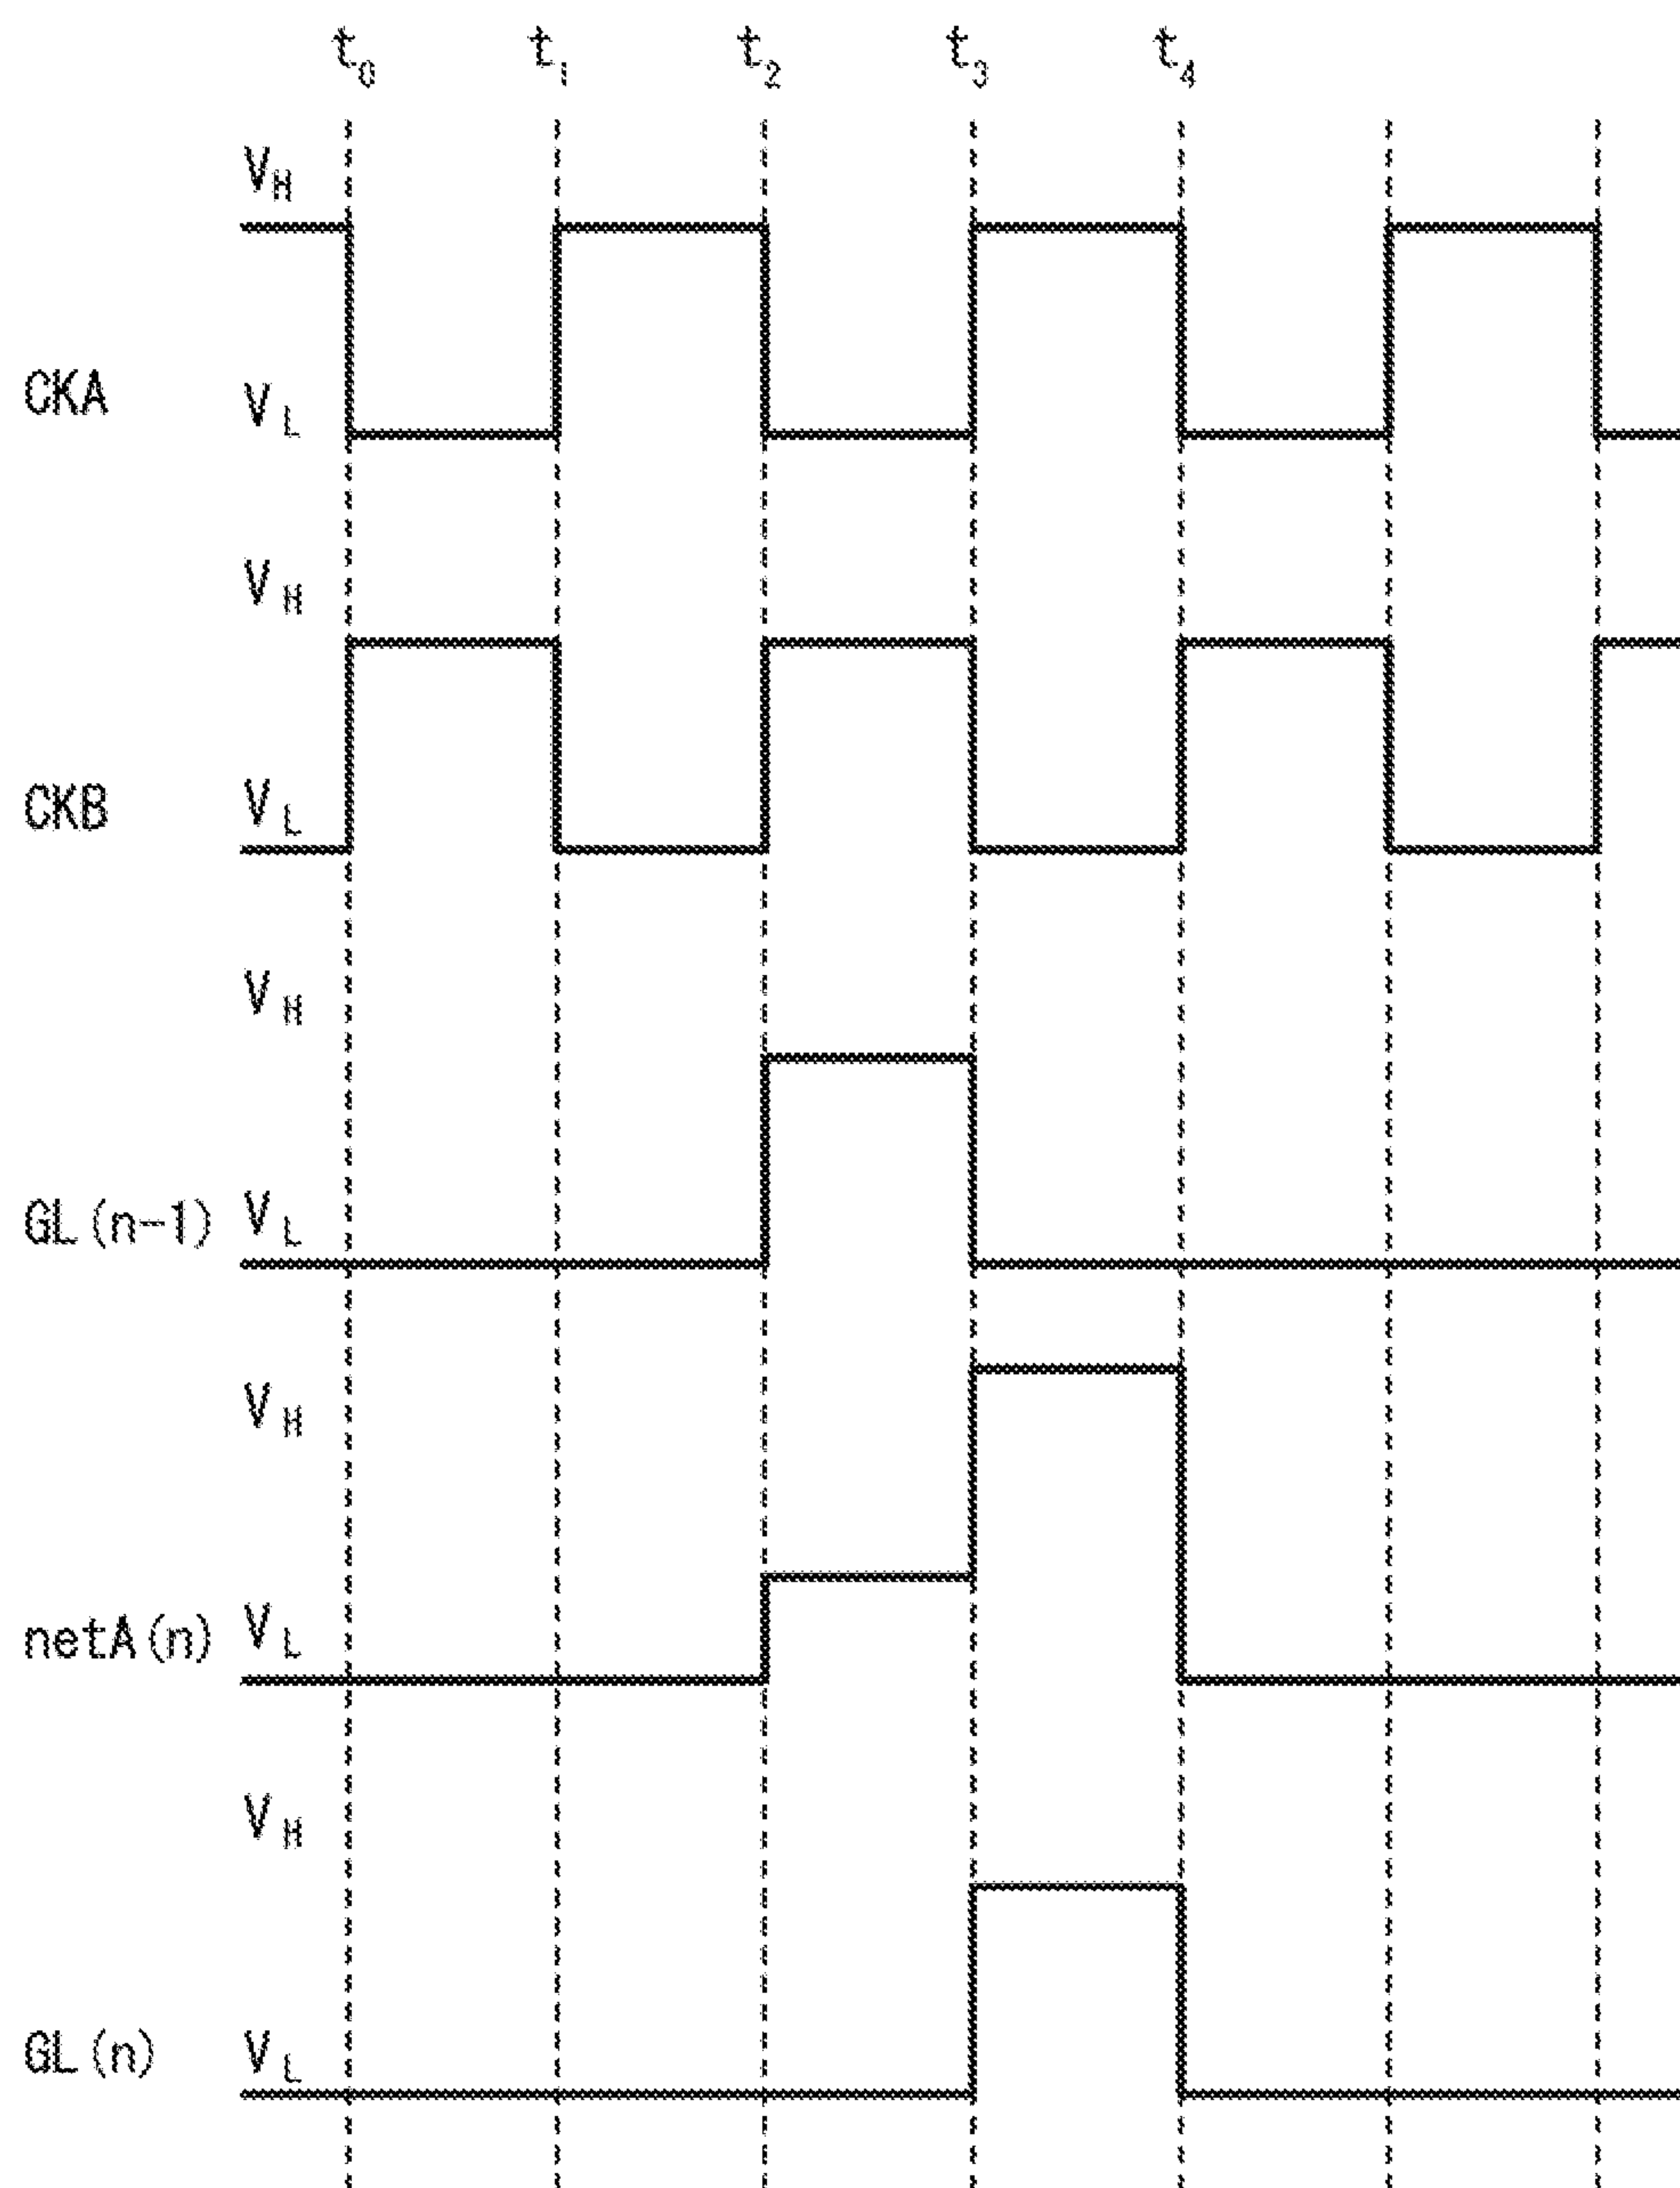 t0 t1 t2 t3 t4
VH
CKA VL
VH
CKB VL
VH
GL(n-1) VL
VH
netA(n) VL
VH
GL(n) VL